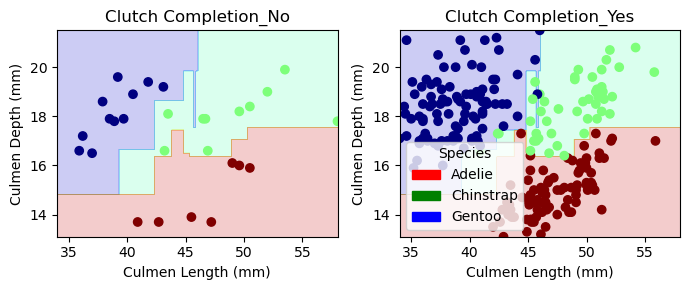 Clutch Completion_No
Culmen Depth (mm)
20
18
16
14
35
40
45
50
55
Culmen Length (mm)
Clutch Completion_Yes
Culmen Depth (mm)
20
18
16
14
Species
Adelie
Chinstrap
Gentoo
35
40
45
50
55
Culmen Length (mm)